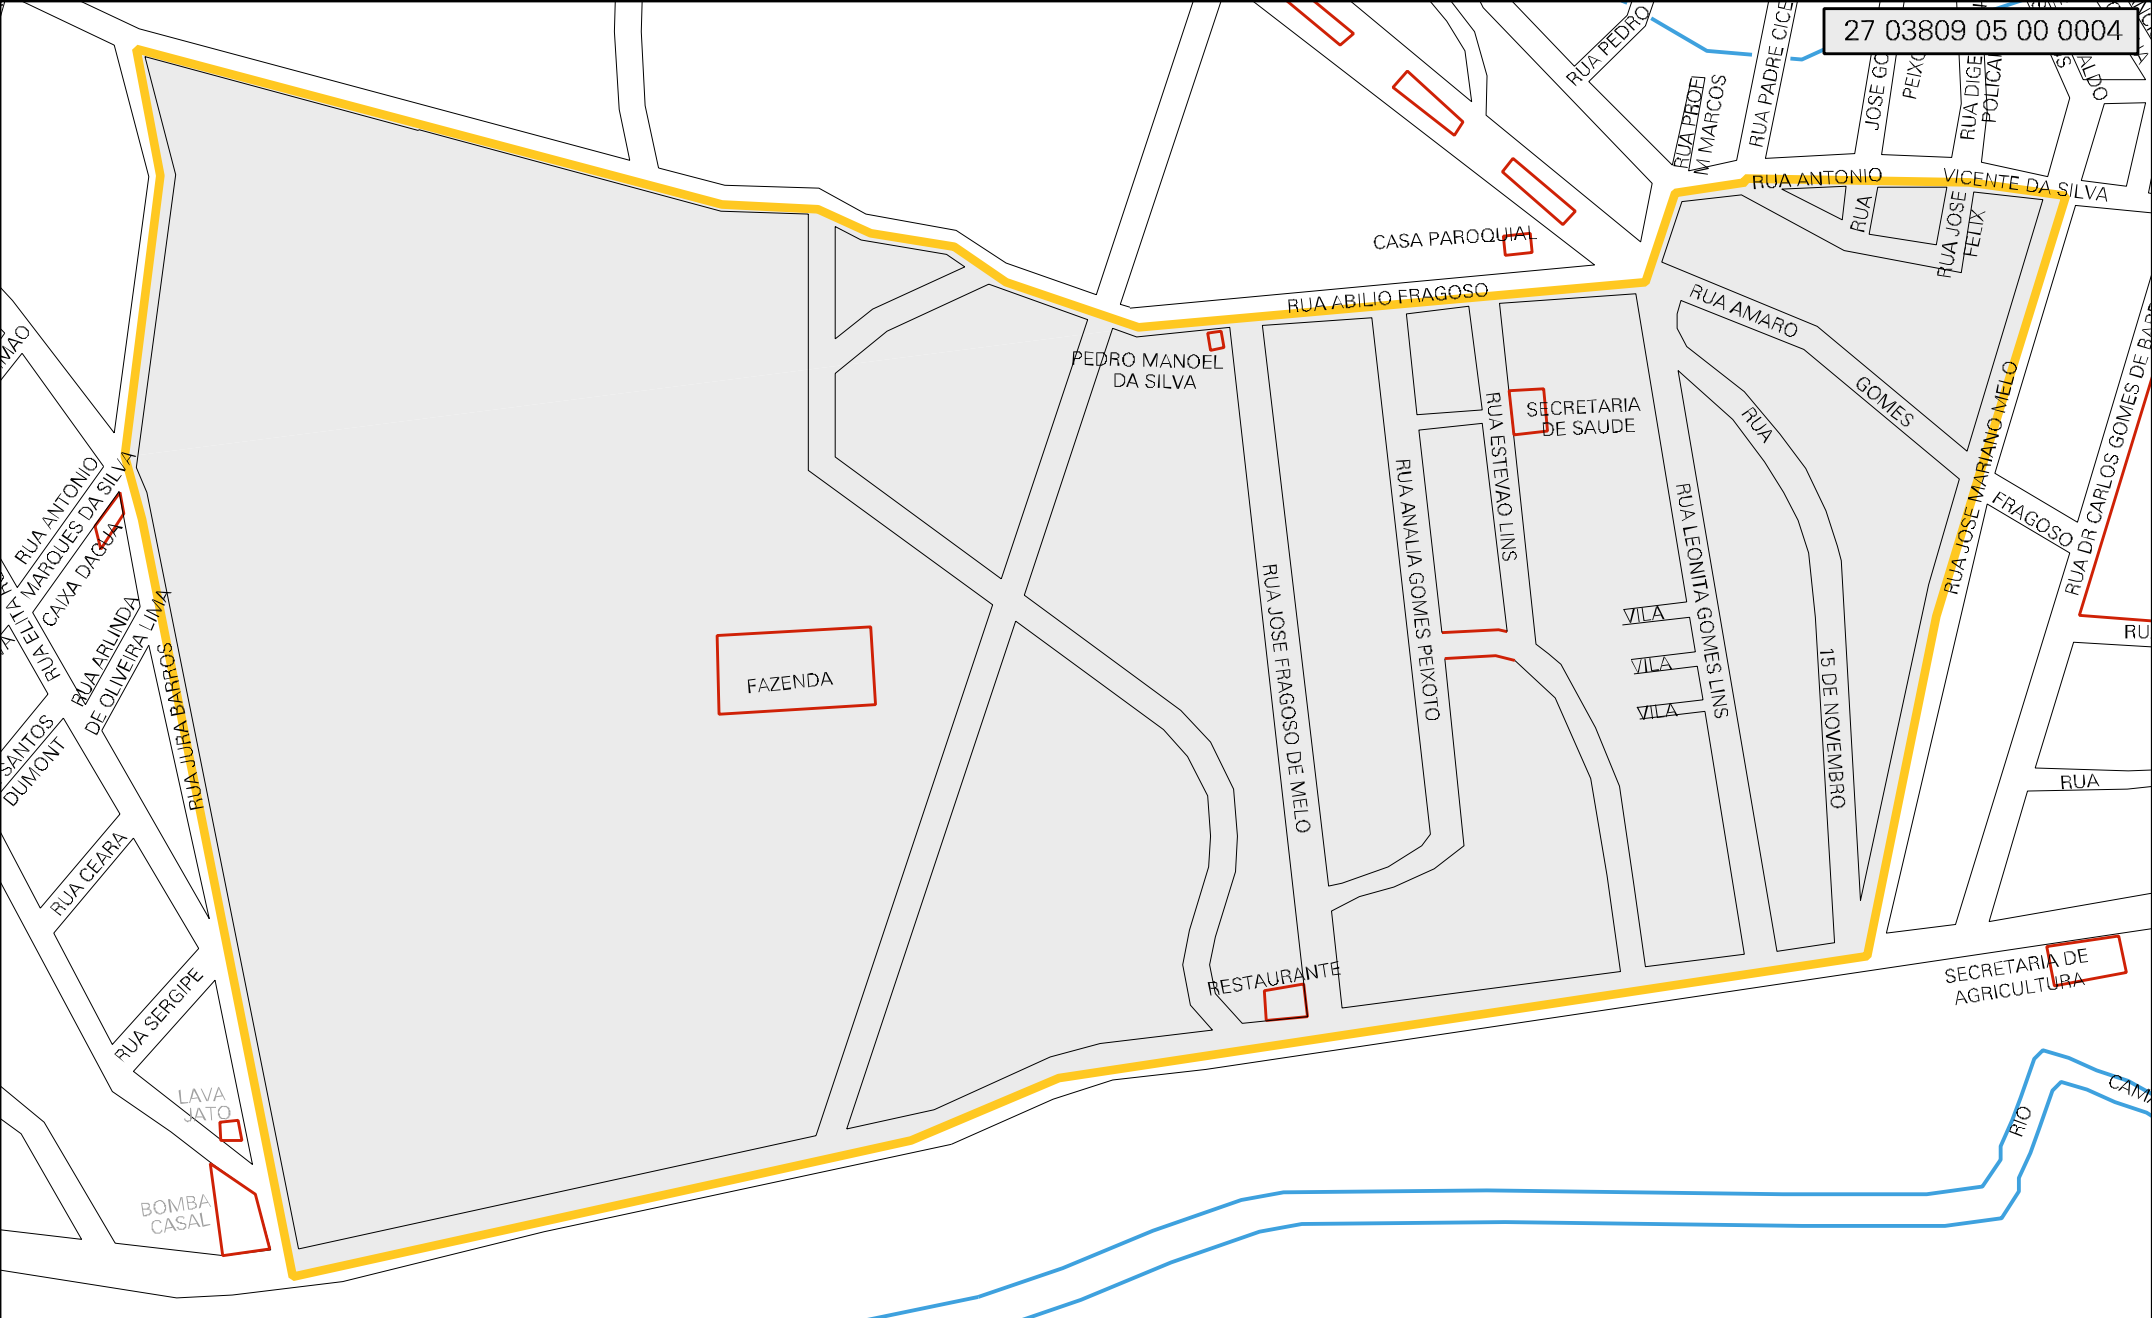 27 03809 05 00 0004
RUA PEDRO
RUA PROF
M MARCOS
RUA PADRE CICE
JOSE GO
PEIXO
RUA DIGE
POLICAR
ALDO
RUA ANTONIO
VICENTE DA SILVA
RUA
RUA JOSE
FELIX
CASA PAROQUIAL
RUA ABILIO FRAGOSO
RUA AMARO
GOMES
FRAGOSO
PEDRO MANOEL
DA SILVA
SECRETARIA
DE SAUDE
RUA ESTEVAO LINS
RUA ANALIA GOMES PEIXOTO
RUA JOSE FRAGOSO DE MELO
RUA LEONITA GOMES LINS
RUA
15 DE NOVEMBRO
RUA JOSE MARIANO MELO
RUA DR CARLOS GOMES DE BAR
VILA
VILA
VILA
RU
RUA
MAO
RUA ANTONIO
MARQUES DA SILVA
CAIXA DAGUA
RUA ELITA
RUA ARLINDA
DE OLIVEIRA LIMA
RUA JURA BARROS
SANTOS
DUMONT
FAZENDA
RUA CEARA
RUA SERGIPE
RESTAURANTE
SECRETARIA DE
AGRICULTURA
LAVA
JATO
BOMBA
CASAL
RIO
CAMA